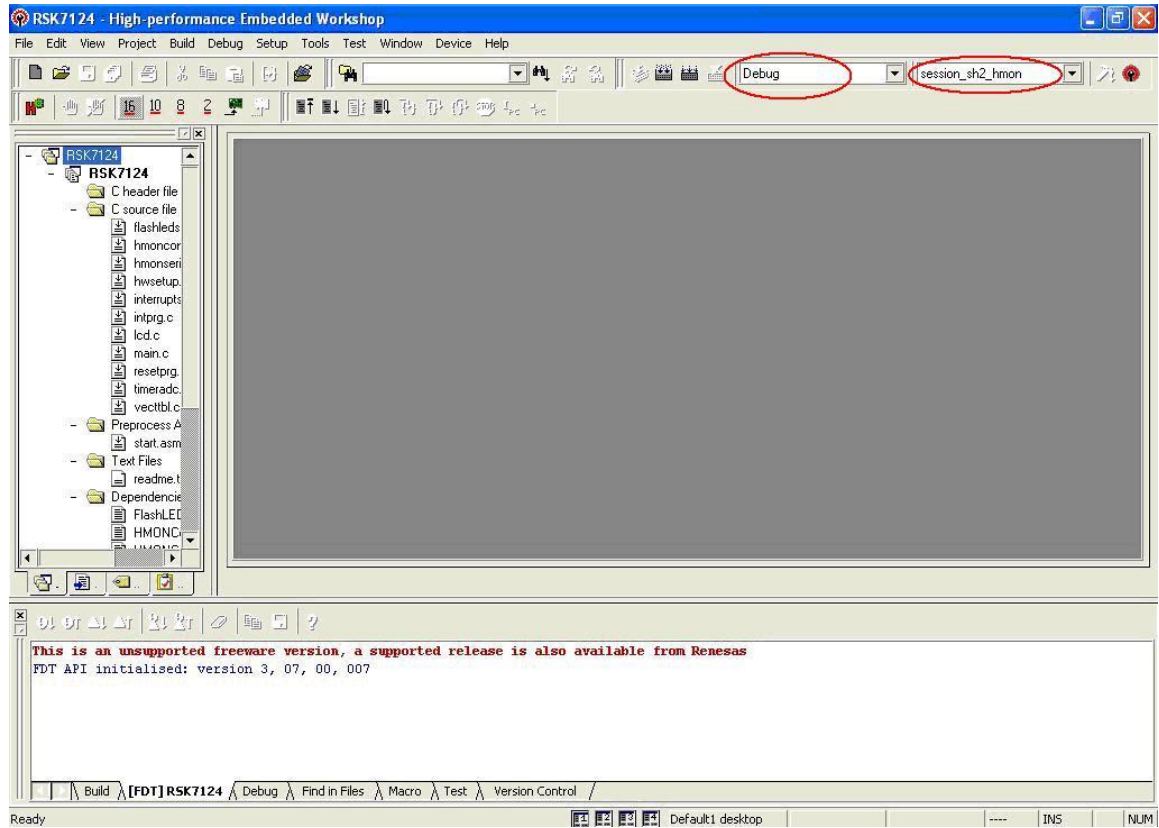 RSK7124 - High-performance Embedded Workshop
File Edit View Project Build Debug Setup Tools Test Window Device Help
Debug
session_sh2_hmon
16 10 8 2
RSK7124
RSK7124
C header file
C source file
flashleds
hmoncor
hmonseri
hwsetup.
interrupts
intprg.c
lcd.c
main.c
resetprg.
timeradc.
vecttbl.c
Preprocess A
start.asm
Text Files
readme.t
Dependencie
FlashLED
HMONC
This is an unsupported freeware version, a supported release is also available from Renesas
FDT API initialised: version 3, 07, 00, 007
Build [FDT] RSK7124 Debug Find in Files Macro Test Version Control
Ready
1 2 3 4 Default1 desktop
---- INS NUM